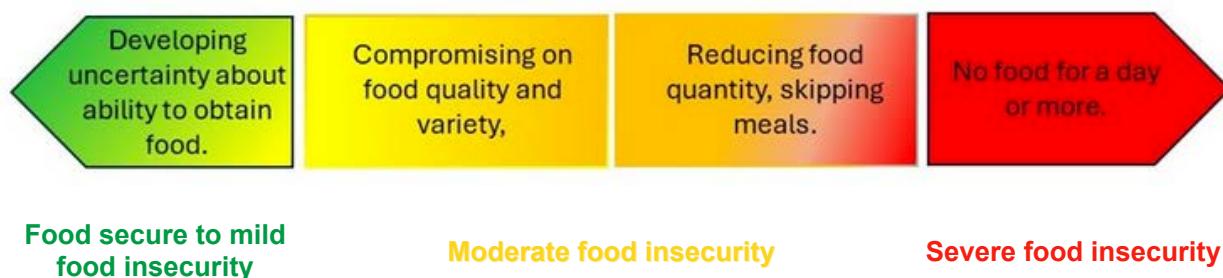 Developing
uncertainty about
ability to obtain
food.
Compromising on
food quality and
variety,
Reducing food
quantity, skipping
meals.
No food for a day
or more.
Food secure to mild
food insecurity
Moderate food insecurity
Severe food insecurity